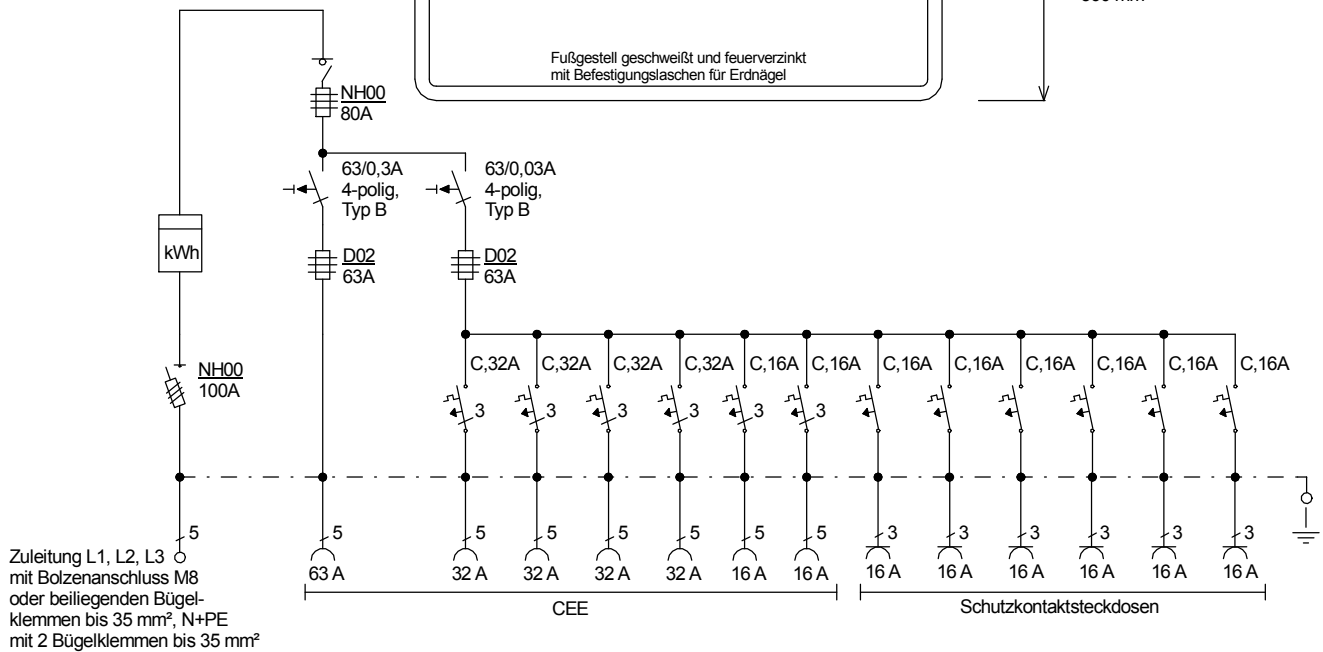 Fußgestell geschweißt und feuerverzinkt
mit Befestigungslaschen für Erdnägel
NH00
80A
63/0,3A
4-polig,
Typ B
63/0,03A
4-polig,
Typ B
kWh
D02
63A
D02
63A
NH00
100A
C,32A C,32A C,32A C,32A C,16A C,16A C,16A C,16A C,16A C,16A C,16A C,16A
3 3 3 3 3 3
5 5 5 5 5 5 5 5 3 3 3 3 3 3
63 A 32 A 32 A 32 A 32 A 16 A 16 A 16 A 16 A 16 A 16 A 16 A 16 A
CEE
Schutzkontaktsteckdosen
Zuleitung L1, L2, L3
mit Bolzenanschluss M8
oder beiliegenden Bügel-
klemmen bis 35 mm², N+PE
mit 2 Bügelklemmen bis 35 mm²